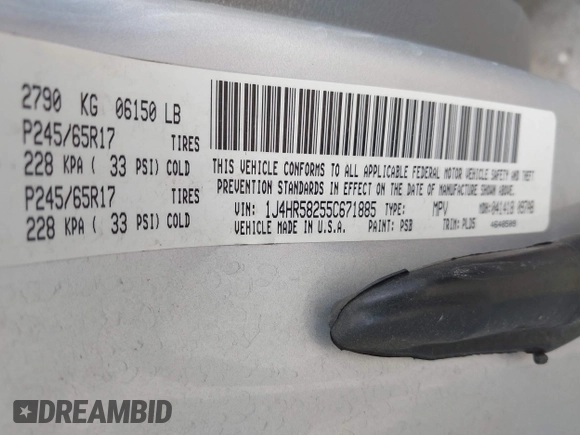 2790 KG 06150 LB
P245/65R17 TIRES
228 KPA ( 33 PSI) COLD
P245/65R17 TIRES
228 KPA ( 33 PSI) COLD
THIS VEHICLE CONFORMS TO ALL APPLICABLE FEDERAL MOTOR VEHICLE SAFETY AND THEFT
PREVENTION STANDARDS IN EFFECT ON THE DATE OF MANUFACTURE SHOWN ABOVE.
VIN: 1J4HR58255C671885 TYPE: MPV MDH:
VEHICLE MADE IN U.S.A. PAINT: PSB TRIM:
DREAMBID